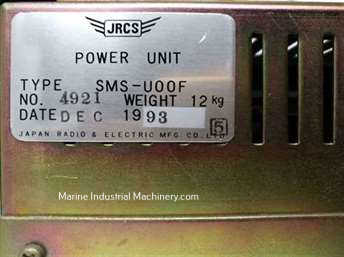 JRCS
POWER UNIT
TYPE SMS-U00F
NO. 4921 WEIGHT 12 kg
DATE DEC 1993
JAPAN RADIO & ELECTRIC MFG. CO., LTD.
5
Marine Industrial Machinery.com